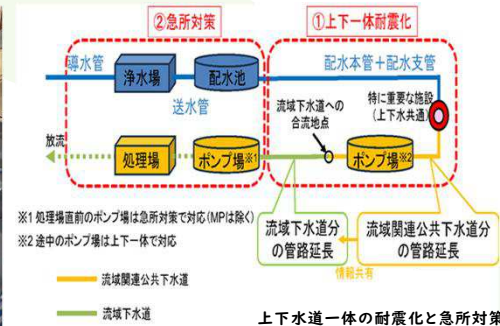 ②急所対策
①上下一体耐震化
導水管
浄水場
配水池
配水本管+配水支管
送水管
流域下水道への
合流地点
特に重要な施設
(上下水共通)
放流
処理場
ポンプ場※1
ポンプ場※2
※1 処理場直前のポンプ場は急所対策で対応(MPは除く)
※2 途中のポンプ場は上下一体で対応
流域下水道分
の管路延長
流域関連公共下水道
の管路延長
情報共有
流域関連公共下水道
流域下水道
上下水道一体の耐震化と急所対策